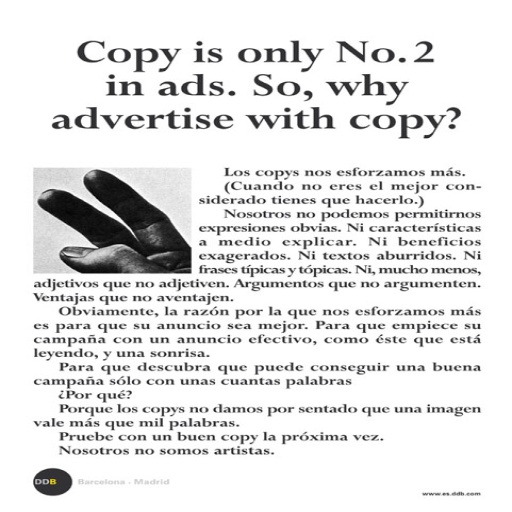 Copy is only No. 2
in ads. So, why
advertise with copy?
Los copys nos esforzamos más.
(Cuando no eres el mejor con-
siderado tienes que hacerlo.)
Nosotros no podemos permitirnos
expresiones obvias. Ni características
a medio explicar. Ni beneficios
exagerados. Ni textos aburridos. Ni
frases típicas y tópicas. Ni, mucho menos,
adjetivos que no adjetiven. Argumentos que no argumenten.
Ventajas que no aventajen.
Obviamente, la razón por la que nos esforzamos más
es para que su anuncio sea mejor. Para que empiece su
campaña con un anuncio efectivo, como éste que está
leyendo, y una sonrisa.
Para que descubra que puede conseguir una buena
campaña sólo con unas cuantas palabras
¿Por qué?
Porque los copys no damos por sentado que una imagen
vale más que mil palabras.
Pruebe con un buen copy la próxima vez.
Nosotros no somos artistas.
DDB Barcelona - Madrid
www.es.ddb.com